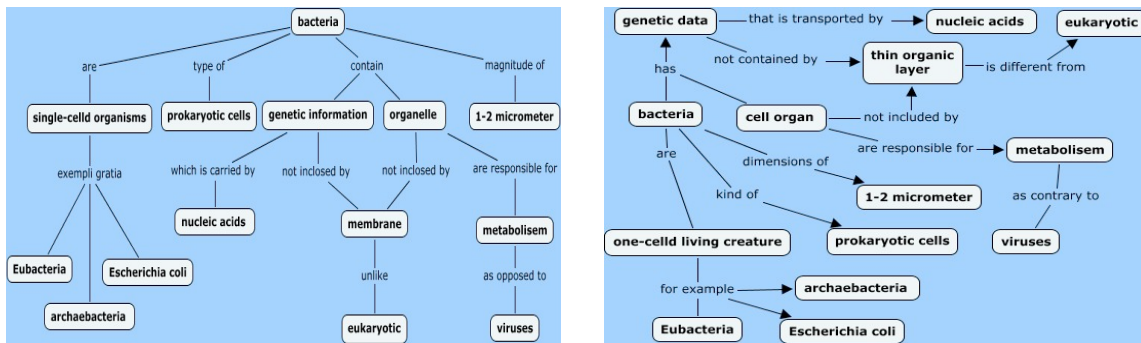 bacteria
are
type of
contain
magnitude of
single-celld organisms
prokaryotic cells
genetic information
organelle
1-2 micrometer
exempli gratia
which is carried by
not inclosed by
not inclosed by
are responsible for
nucleic acids
membrane
metabolisem
Eubacteria
Escherichia coli
unlike
as opposed to
archaebacteria
eukaryotic
viruses
genetic data
that is transported by
nucleic acids
eukaryotic
not contained by
thin organic
layer
is different from
has
bacteria
cell organ
not included by
are
dimensions of
are responsible for
metabolisem
kind of
1-2 micrometer
as contrary to
one-celld living creature
prokaryotic cells
viruses
for example
archaebacteria
Eubacteria
Escherichia coli